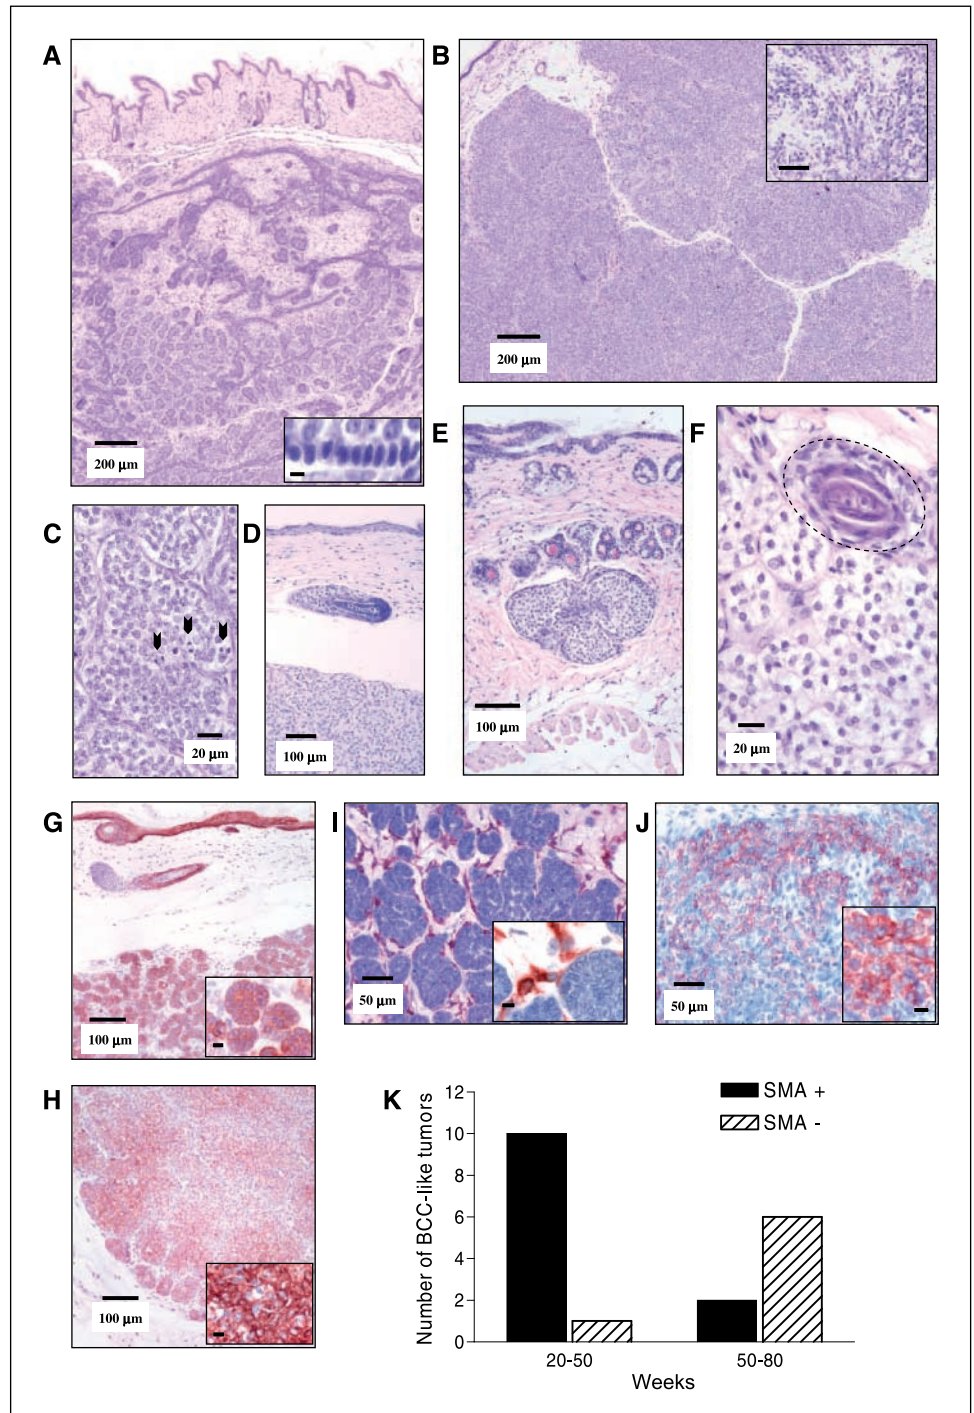 A
B
200 µm
200 µm
E
F
C
D
20 µm
100 µm
100 µm
20 µm
G
I
J
100 µm
50 µm
50 µm
H
K
100 µm
SMA +
SMA -
Number of BCC-like tumors
12
10
8
6
4
2
0
20-50
50-80
Weeks